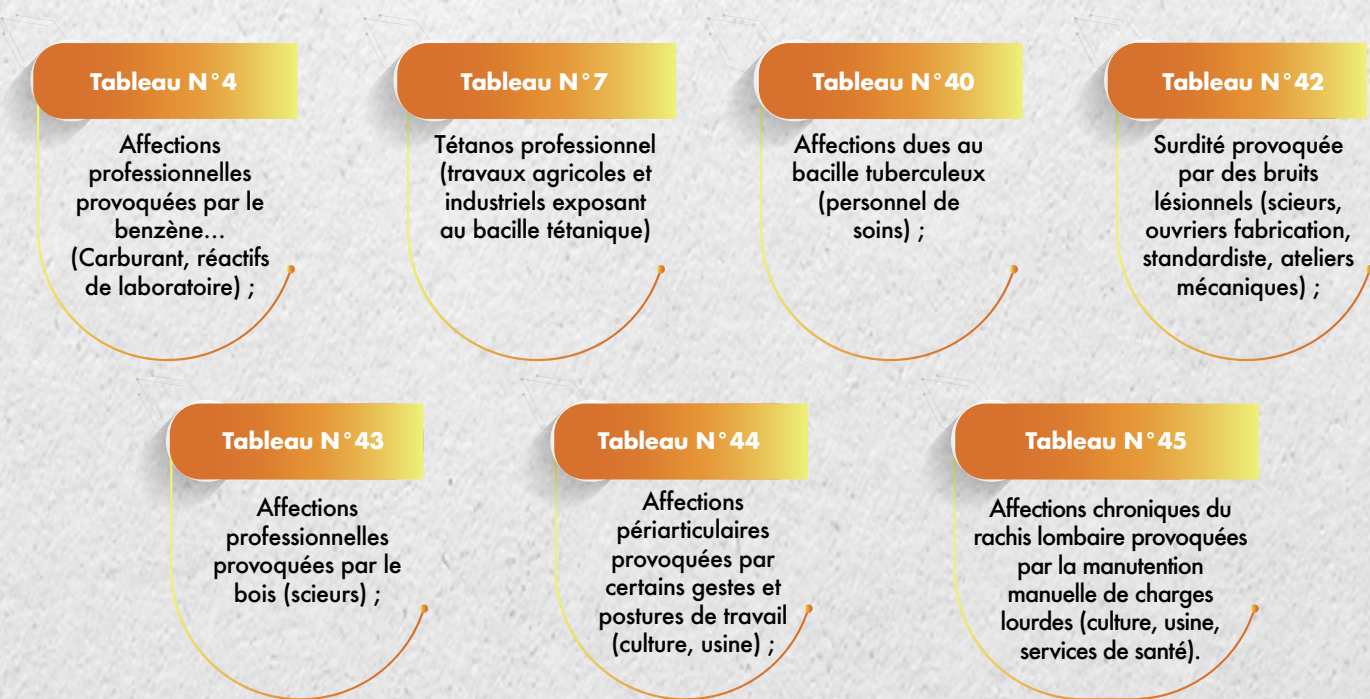 Tableau N°4
Affections
professionnelles
provoquées par le
benzène...
(Carburant, réactifs
de laboratoire) ;
Tableau N°7
Tétanos professionnel
(travaux agricoles et
industriels exposant
au bacille tétanique)
Tableau N°40
Affections dues au
bacille tuberculeux
(personnel de
soins) ;
Tableau N°42
Surdité provoquée
par des bruits
lésionnels (scieurs,
ouvriers fabrication,
standardiste, ateliers
mécaniques) ;
Tableau N°43
Affections
professionnelles
provoquées par le
bois (scieurs) ;
Tableau N°44
Affections
périarticulaires
provoquées par
certains gestes et
postures de travail
(culture, usine) ;
Tableau N°45
Affections chroniques du
rachis lombaire provoquées
par la manutention
manuelle de charges
lourdes (culture, usine,
services de santé).